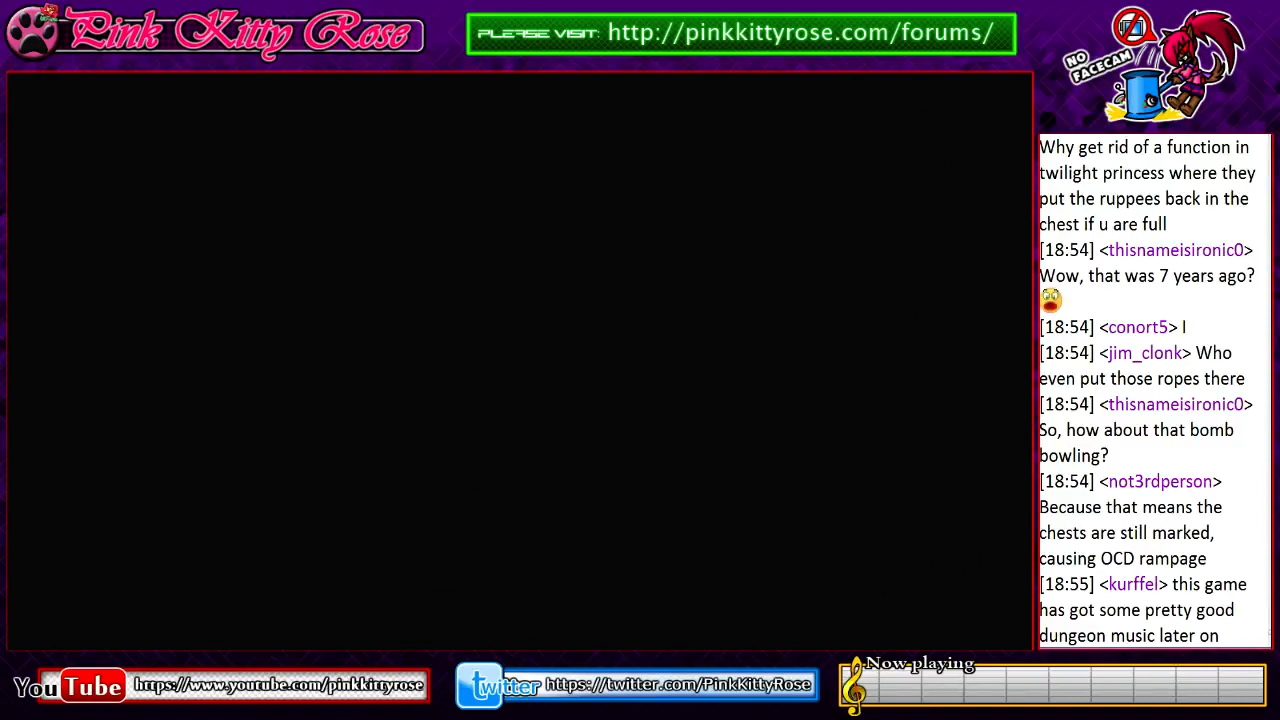 Pink Kitty Rose
PLEASE VISIT: http://pinkkittyrose.com/forums/
NO FACECAM
Why get rid of a function in
twilight princess where they
put the ruppees back in the
chest if u are full
[18:54] <thisnameisironic0>
Wow, that was 7 years ago?
[18:54] <conort5> I
[18:54] <jim_clonk> Who
even put those ropes there
[18:54] <thisnameisironic0>
So, how about that bomb
bowling?
[18:54] <not3rdperson>
Because that means the
chests are still marked,
causing OCD rampage
[18:55] <kurffel> this game
has got some pretty good
dungeon music later on
YouTube https://www.youtube.com/pinkkittyrose
twitter https://twitter.com/PinkKittyRose
Now playing